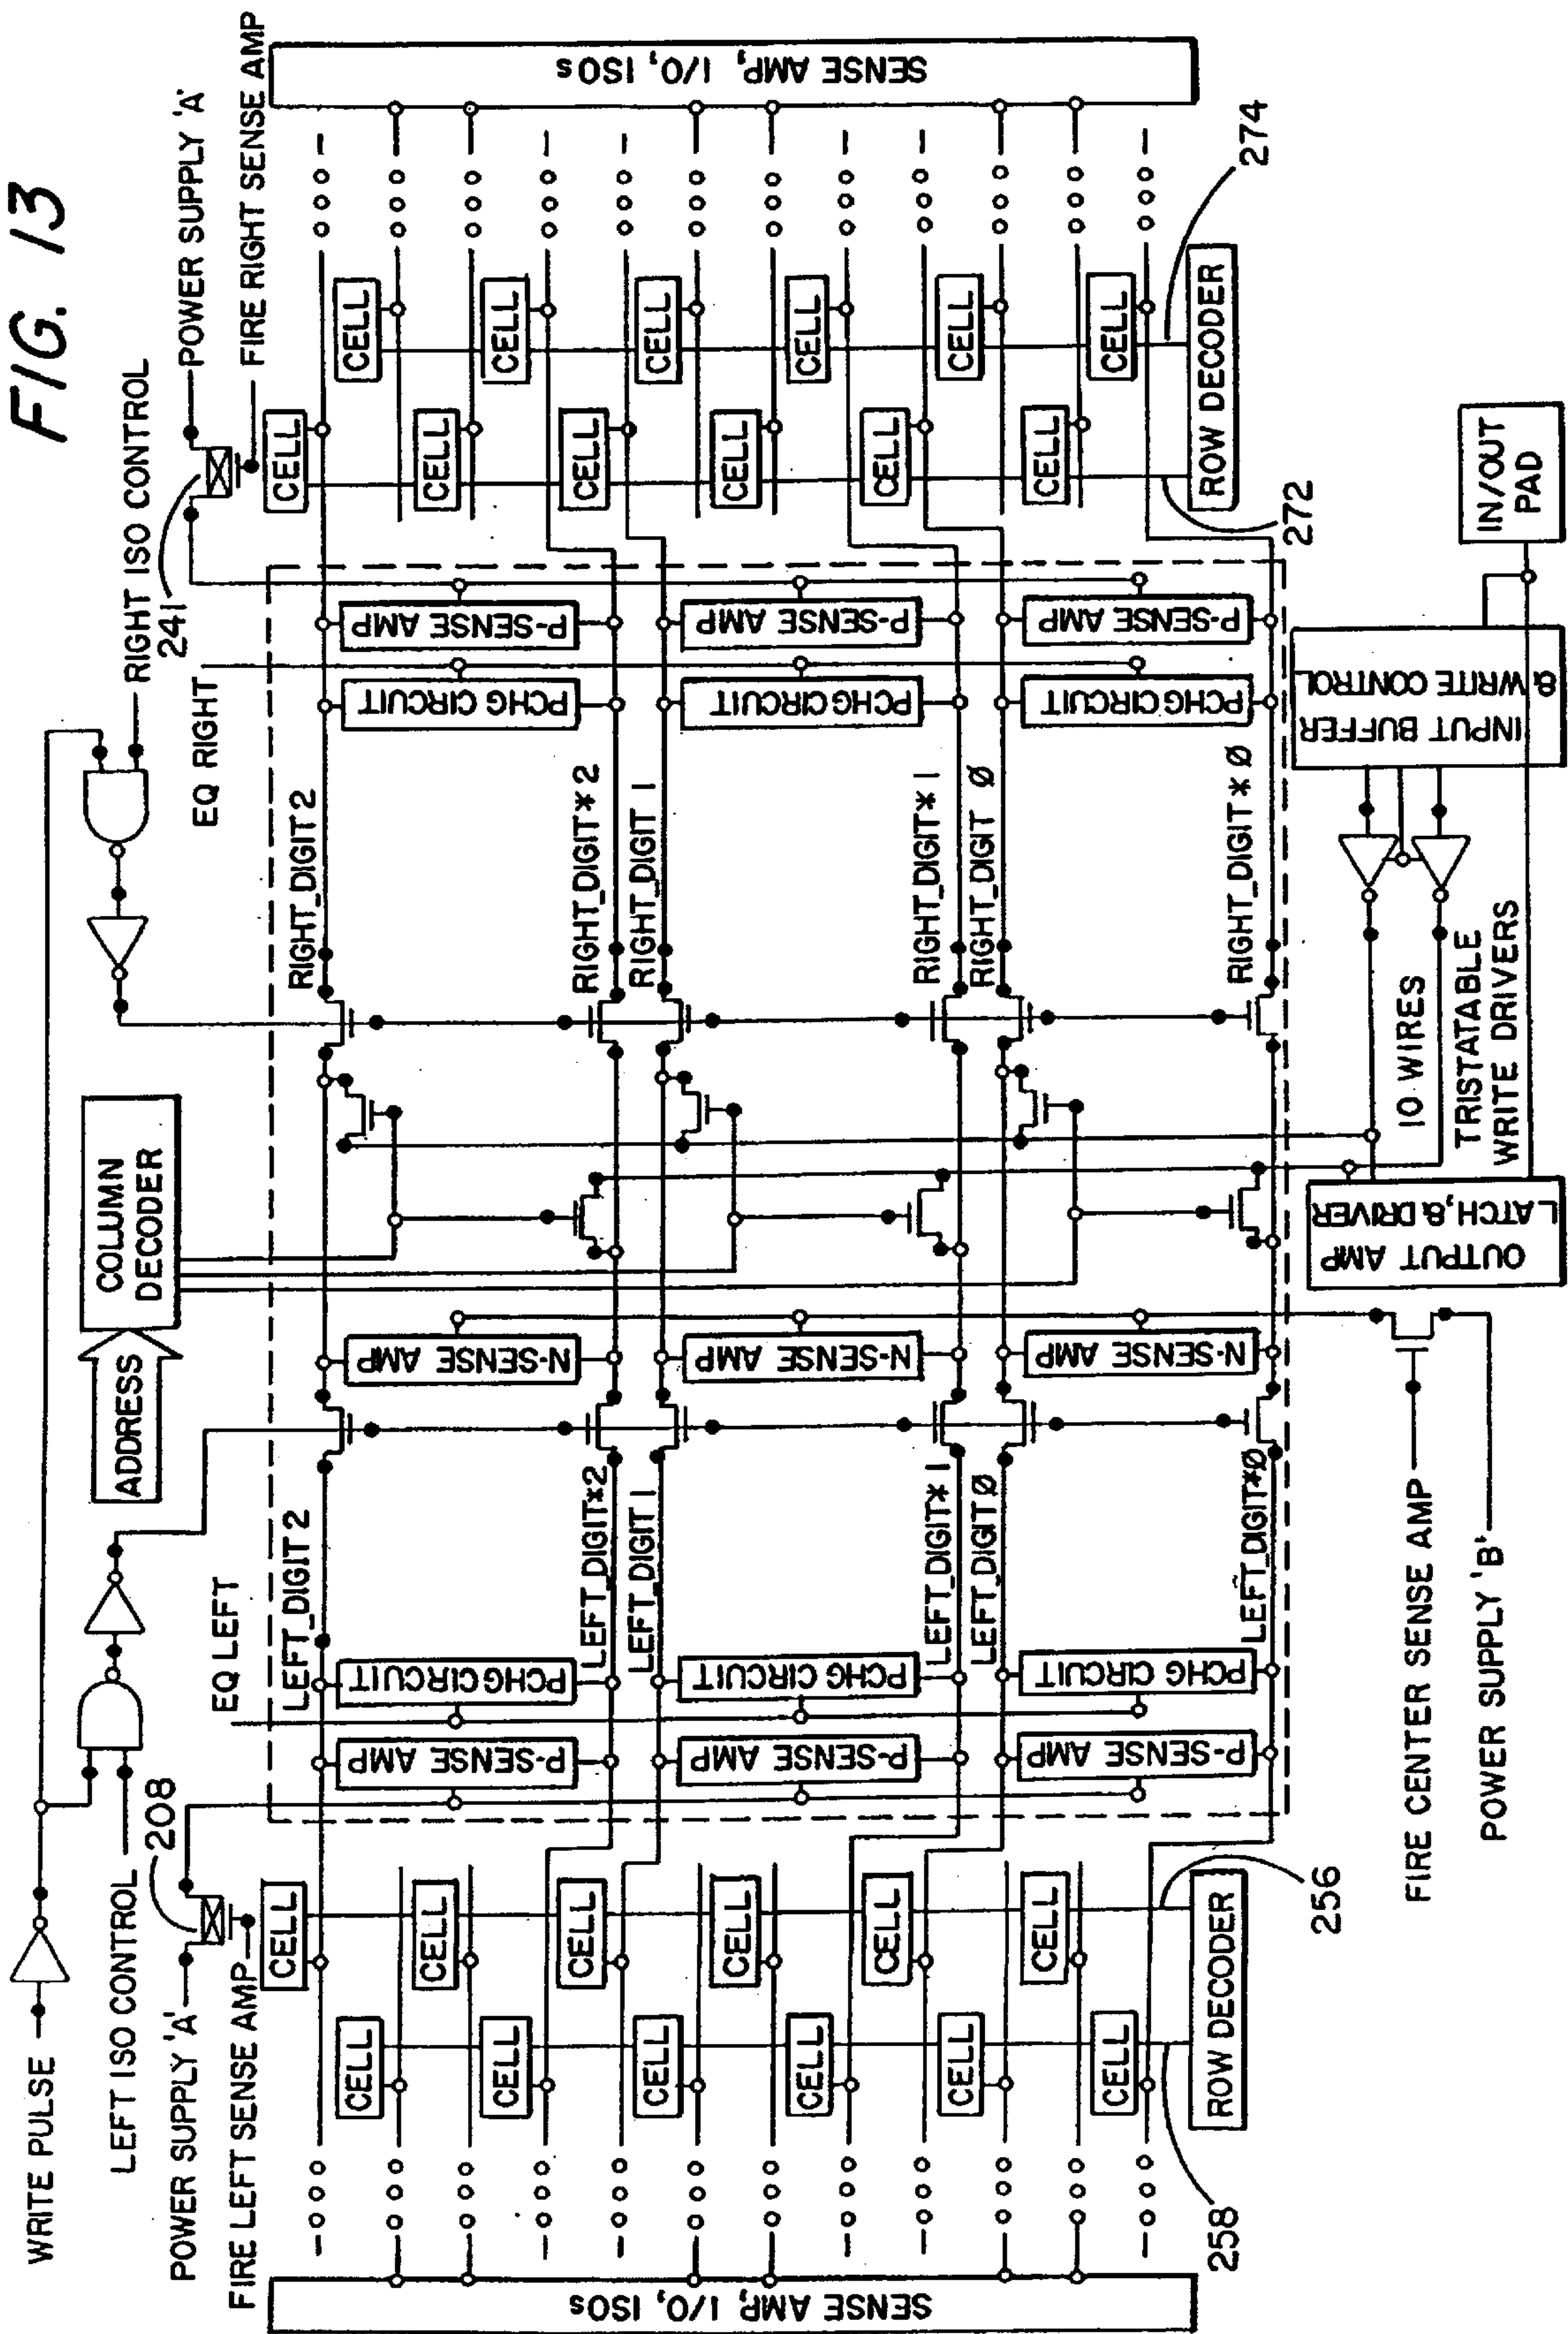 FIG. 13
WRITE PULSE
LEFT ISO CONTROL
208
POWER SUPPLY 'A'
FIRE LEFT SENSE AMP
ADDRESS
COLUMN
DECODER
RIGHT ISO CONTROL
241
POWER SUPPLY 'A'
FIRE RIGHT SENSE AMP
EQ LEFT
EQ RIGHT
SENSE AMP, I/O, ISOs
CELL
CELL
CELL
CELL
CELL
CELL
CELL
CELL
CELL
CELL
CELL
CELL
ROW DECODER
258
256
LEFT_DIGIT 2
LEFT_DIGIT*2
LEFT_DIGIT 1
LEFT_DIGIT*1
LEFT_DIGIT Ø
LEFT_DIGIT*Ø
P-SENSE AMP
P-SENSE AMP
P-SENSE AMP
PCHG CIRCUIT
PCHG CIRCUIT
PCHG CIRCUIT
N-SENSE AMP
N-SENSE AMP
N-SENSE AMP
RIGHT_DIGIT 2
RIGHT_DIGIT*2
RIGHT_DIGIT 1
RIGHT_DIGIT*1
RIGHT_DIGIT Ø
RIGHT_DIGIT*Ø
PCHG CIRCUIT
PCHG CIRCUIT
PCHG CIRCUIT
P-SENSE AMP
P-SENSE AMP
P-SENSE AMP
CELL
CELL
CELL
CELL
CELL
CELL
CELL
CELL
CELL
CELL
CELL
CELL
ROW DECODER
272
274
SENSE AMP, I/O, ISOs
FIRE CENTER SENSE AMP
POWER SUPPLY 'B'
OUTPUT AMP
LATCH, & DRIVER
IO WIRES
TRISTATABLE
WRITE DRIVERS
INPUT BUFFER
& WRITE CONTROL
IN/OUT
PAD